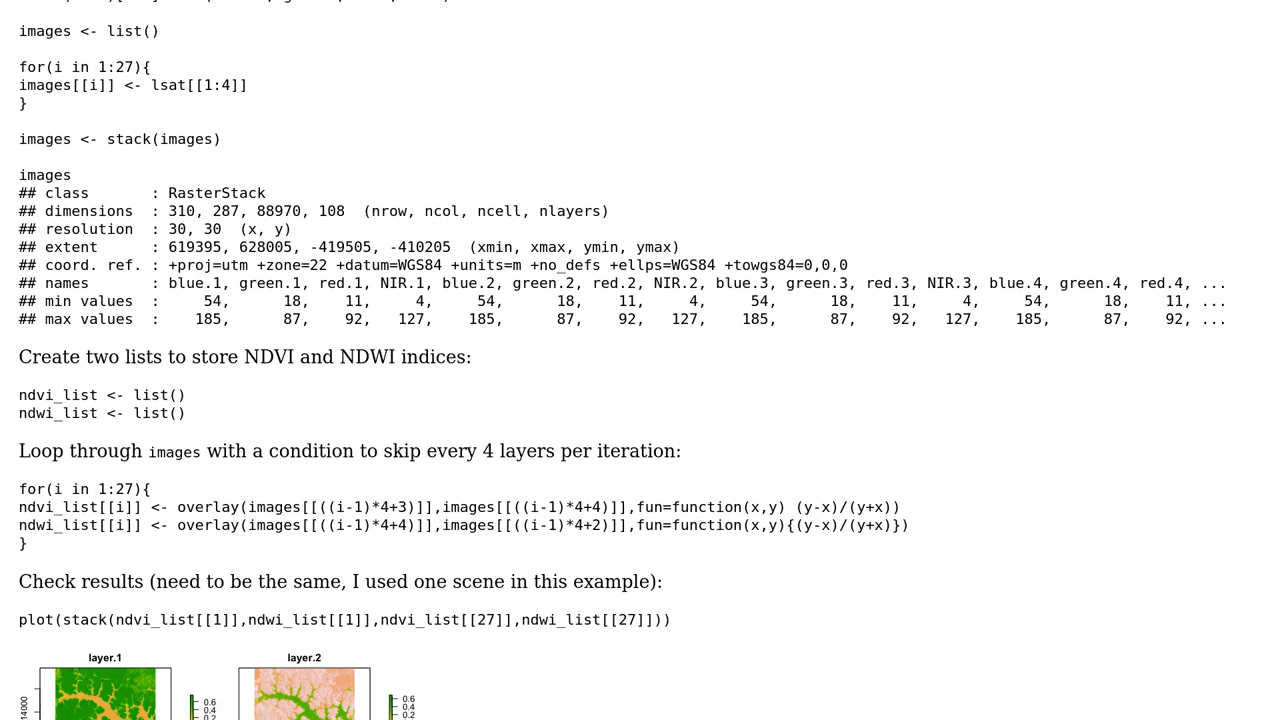 images <- list()
for(i in 1:27){
images[[i]] <- lsat[[1:4]]
}
images <- stack(images)
images
## class       : RasterStack
## dimensions  : 310, 287, 88970, 108  (nrow, ncol, ncell, nlayers)
## resolution  : 30, 30  (x, y)
## extent      : 619395, 628005, -419505, -410205  (xmin, xmax, ymin, ymax)
## coord. ref. : +proj=utm +zone=22 +datum=WGS84 +units=m +no_defs +ellps=WGS84 +towgs84=0,0,0
## names       : blue.1, green.1, red.1, NIR.1, blue.2, green.2, red.2, NIR.2, blue.3, green.3, red.3, NIR.3, blue.4, green.4, red.4, ...
## min values  :     54,      18,    11,     4,     54,      18,    11,     4,     54,      18,    11,     4,     54,      18,    11, ...
## max values  :    185,      87,    92,   127,    185,      87,    92,   127,    185,      87,    92,   127,    185,      87,    92, ...
Create two lists to store NDVI and NDWI indices:
ndvi_list <- list()
ndwi_list <- list()
Loop through images with a condition to skip every 4 layers per iteration:
for(i in 1:27){
ndvi_list[[i]] <- overlay(images[[((i-1)*4+3)]],images[[((i-1)*4+4)]],fun=function(x,y) (y-x)/(y+x))
ndwi_list[[i]] <- overlay(images[[((i-1)*4+4)]],images[[((i-1)*4+2)]],fun=function(x,y){(y-x)/(y+x)})
}
Check results (need to be the same, I used one scene in this example):
plot(stack(ndvi_list[[1]],ndwi_list[[1]],ndvi_list[[27]],ndwi_list[[27]]))
layer.1
layer.2
0.6
0.4
0.2
0.6
0.4
0.2